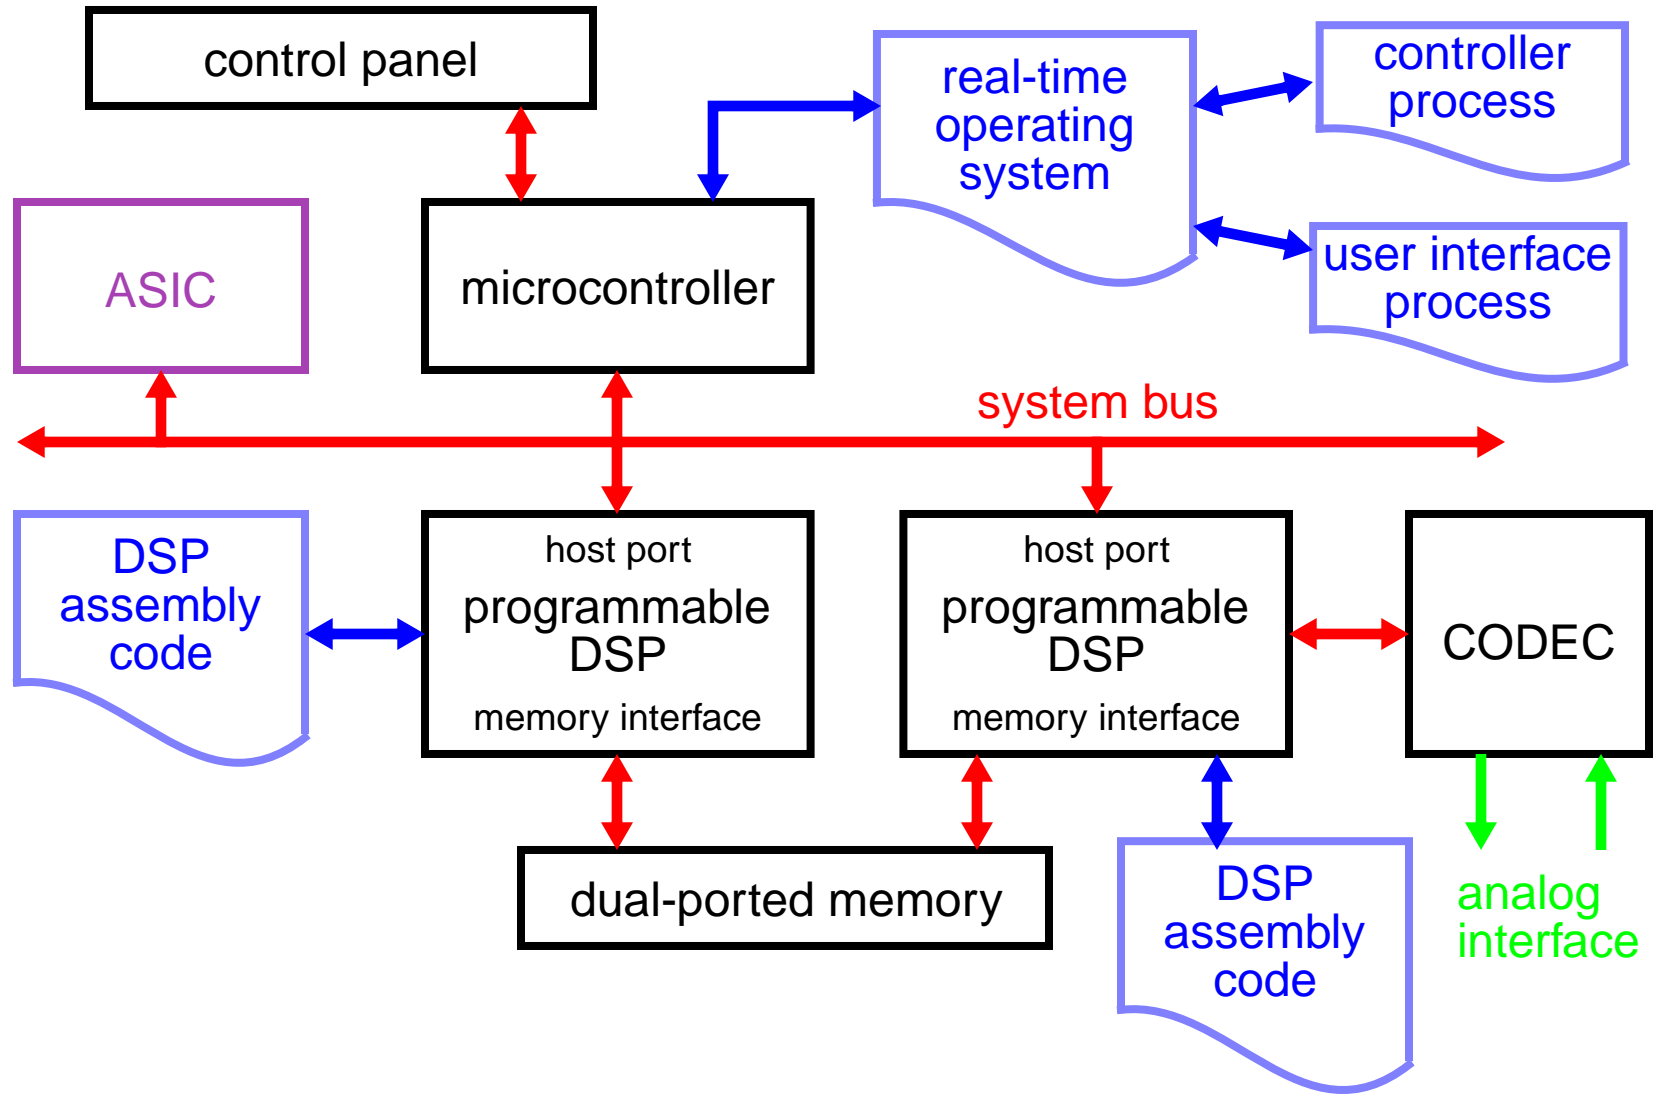 control panel
real-time
operating
system
controller
process
ASIC
microcontroller
user interface
process
system bus
DSP
assembly
code
host port
programmable
DSP
memory interface
host port
programmable
DSP
memory interface
CODEC
dual-ported memory
DSP
assembly
code
analog
interface